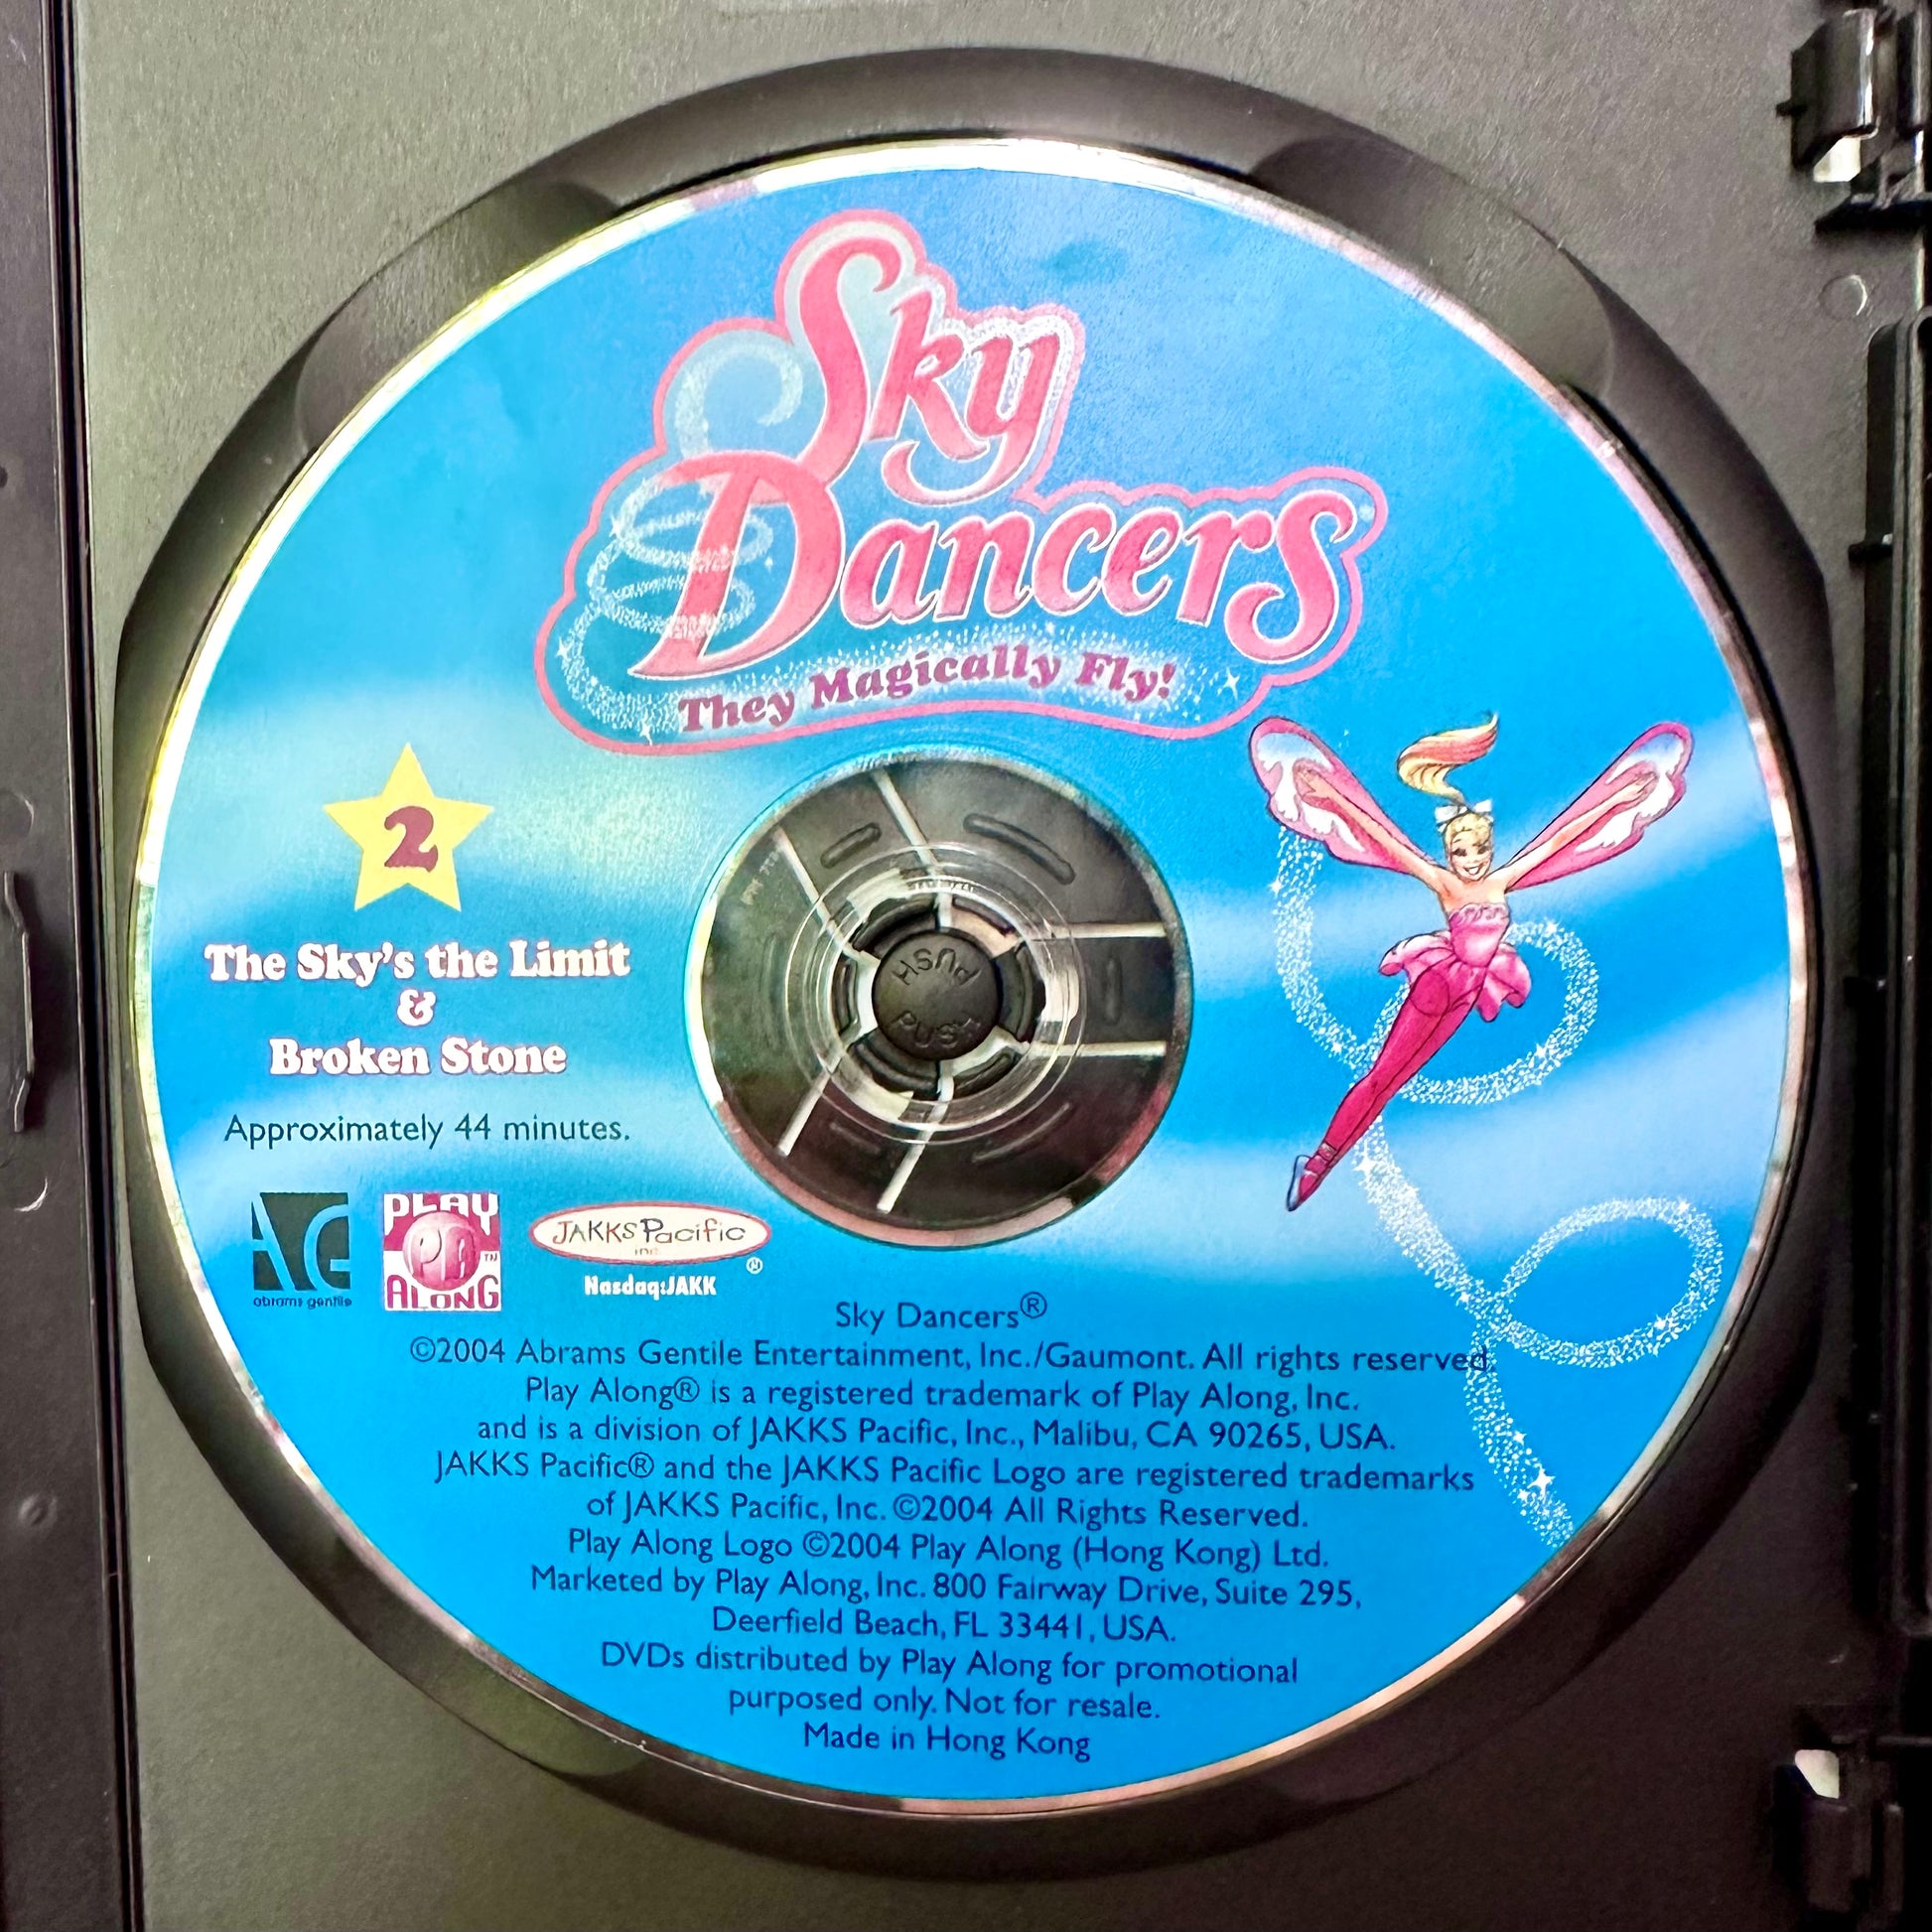 Sky
Dancers
They Magically Fly!
2
The Sky's the Limit
&
Broken Stone
Approximately 44 minutes.
AG
abrams gentile
PLAY
PA™
ALONG
JAKKS Pacific
inc.
®
Nasdaq:JAKK
PUSH
PUSH
Sky Dancers®
©2004 Abrams Gentile Entertainment, Inc./Gaumont. All rights reserved
Play Along® is a registered trademark of Play Along, Inc.
and is a division of JAKKS Pacific, Inc., Malibu, CA 90265, USA.
JAKKS Pacific® and the JAKKS Pacific Logo are registered trademarks
of JAKKS Pacific, Inc. ©2004 All Rights Reserved.
Play Along Logo ©2004 Play Along (Hong Kong) Ltd.
Marketed by Play Along, Inc. 800 Fairway Drive, Suite 295,
Deerfield Beach, FL 33441, USA.
DVDs distributed by Play Along for promotional
purposed only. Not for resale.
Made in Hong Kong